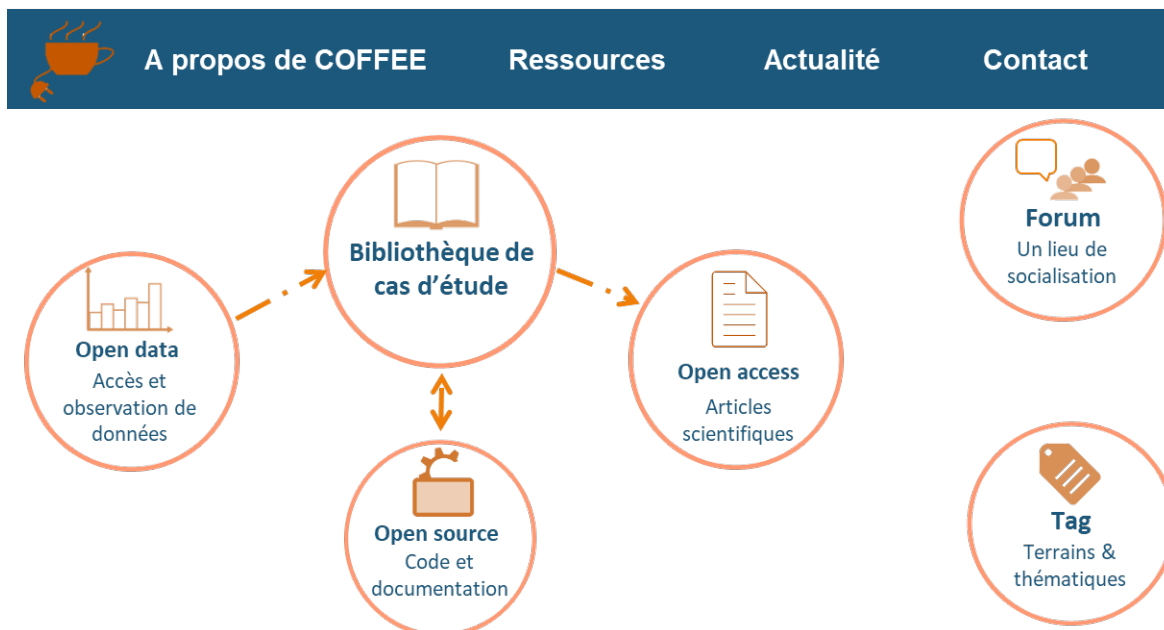 A propos de COFFEE
Ressources
Actualité
Contact
Bibliothèque de
cas d'étude
Open data
Accès et
observation de
données
Open source
Code et
documentation
Open access
Articles
scientifiques
Forum
Un lieu de
socialisation
Tag
Terrains &
thématiques